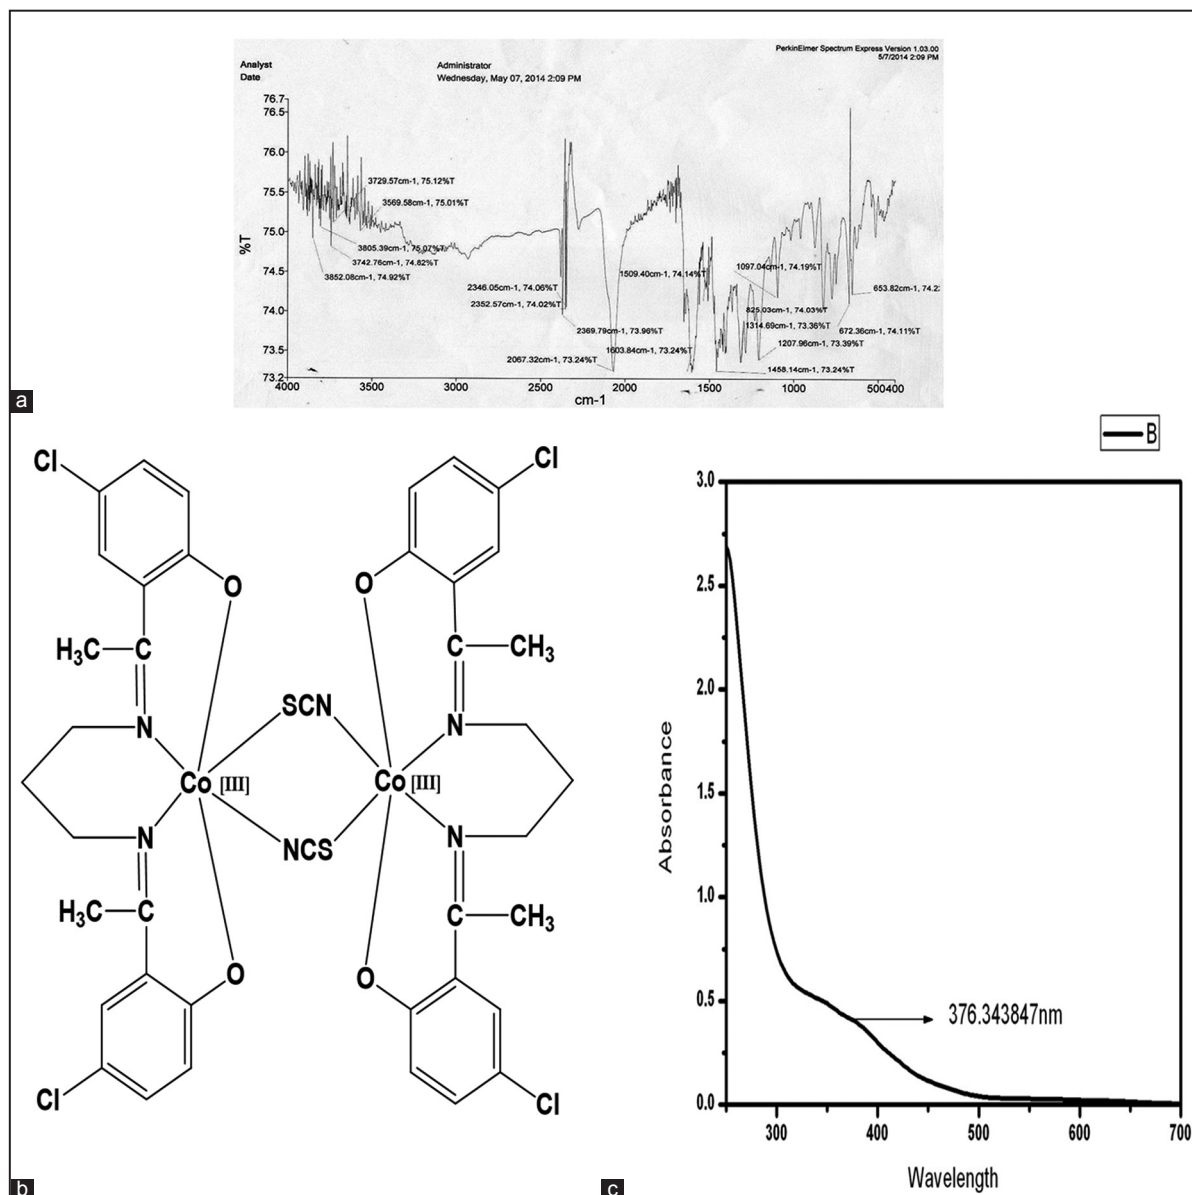 PerkinElmer Spectrum Express Version 1.03.00
5/7/2014 2:09 PM
Analyst Administrator
Date Wednesday, May 07, 2014 2:09 PM
76.7
76.5
76.0
75.5
75.0
74.5
74.0
73.5
73.2
%T
3729.57cm-1, 75.12%T
3569.58cm-1, 75.01%T
3805.39cm-1, 75.07%T
3742.76cm-1, 74.82%T
3852.08cm-1, 74.92%T
2346.05cm-1, 74.06%T
2352.57cm-1, 74.02%T
2369.79cm-1, 73.96%T
2067.32cm-1, 73.24%T
1509.40cm-1, 74.14%T
1603.84cm-1, 73.24%T
1097.04cm-1, 74.19%T
825.03cm-1, 74.03%T
1314.69cm-1, 73.36%T
653.82cm-1, 74.2
672.36cm-1, 74.11%T
1207.96cm-1, 73.39%T
1458.14cm-1, 73.24%T
4000 3500 3000 2500 2000 1500 1000 500 400
cm-1
a
Cl Cl
O O
H3C C C CH3
N SCN N
Co [III] Co [III]
N NCS N
H3C C C CH3
O O
Cl Cl
b
B
3.0
2.5
2.0
1.5
1.0
0.5
0.0
Absorbance
376.343847nm
300 400 500 600 700
Wavelength
c